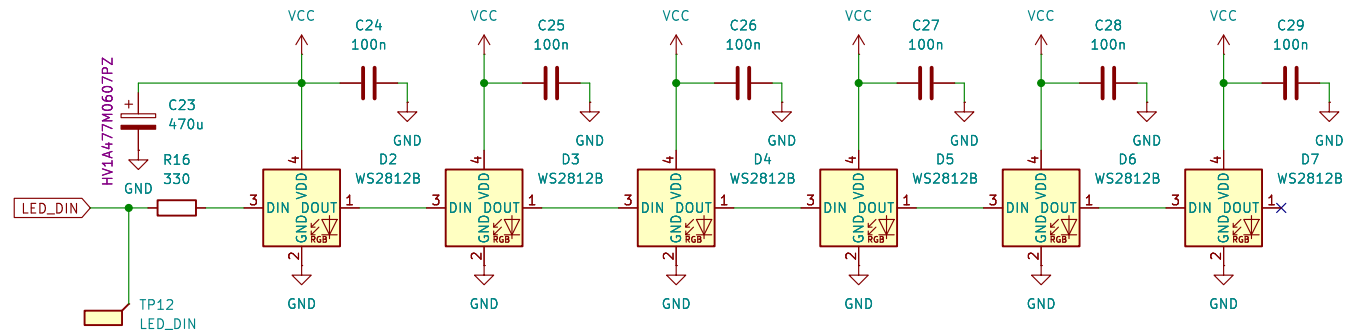 VCC
C24
100n
VCC
C25
100n
VCC
C26
100n
VCC
C27
100n
VCC
C28
100n
VCC
C29
100n
HV1A477M0607PZ
+
C23
470u
GND
GND
GND
GND
GND
GND
GND
R16
330
LED_DIN
D2
WS2812B
4
VDD
3
DIN
DOUT
1
GND
RGB
2
GND
D3
WS2812B
4
VDD
3
DIN
DOUT
1
GND
RGB
2
GND
D4
WS2812B
4
VDD
3
DIN
DOUT
1
GND
RGB
2
GND
D5
WS2812B
4
VDD
3
DIN
DOUT
1
GND
RGB
2
GND
D6
WS2812B
4
VDD
3
DIN
DOUT
1
GND
RGB
2
GND
D7
WS2812B
4
VDD
3
DIN
DOUT
1
GND
RGB
2
GND
TP12
LED_DIN